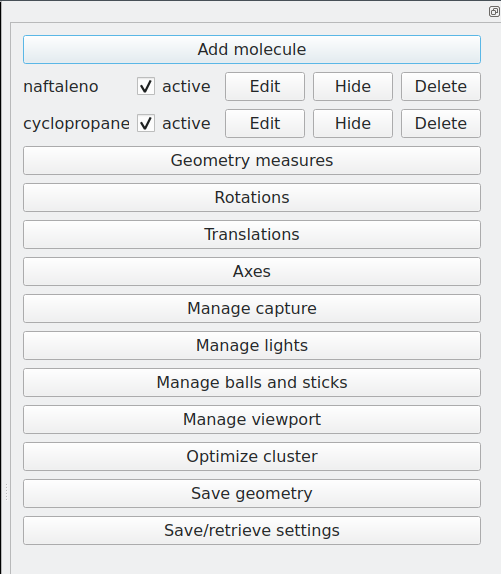 Add molecule
naftaleno active Edit Hide Delete
cyclopropane active Edit Hide Delete
Geometry measures
Rotations
Translations
Axes
Manage capture
Manage lights
Manage balls and sticks
Manage viewport
Optimize cluster
Save geometry
Save/retrieve settings